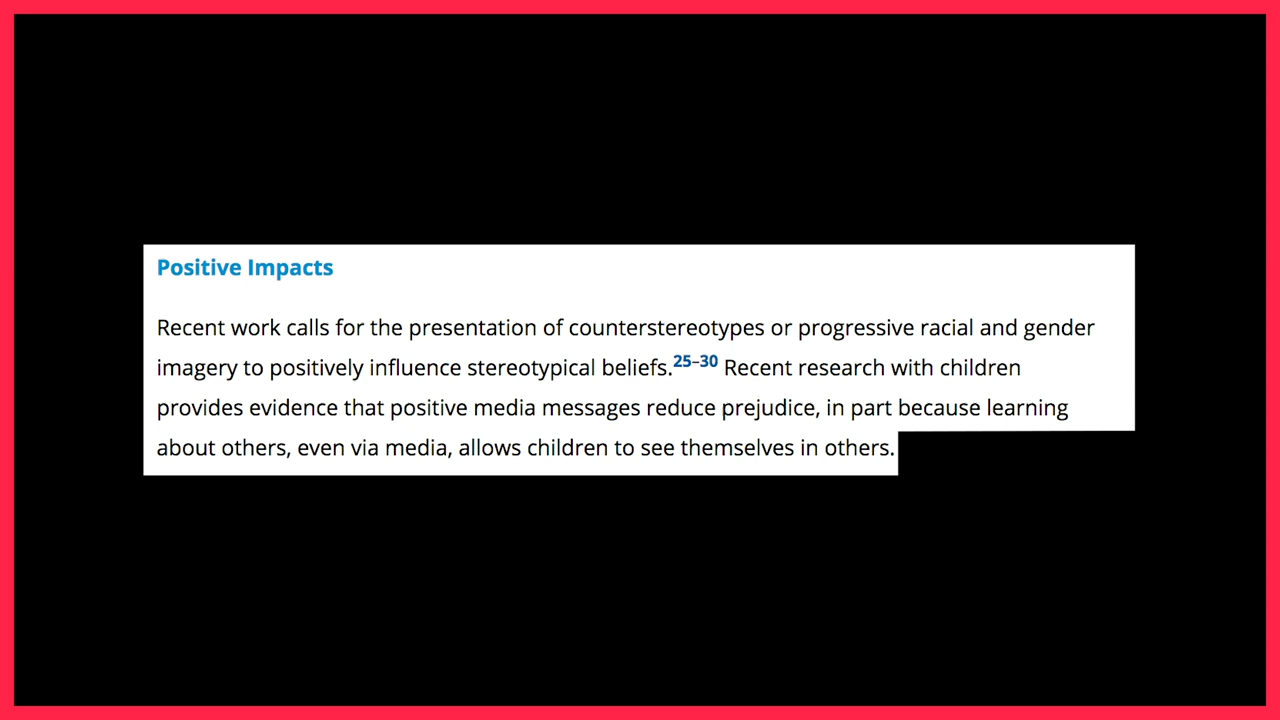 Positive Impacts
Recent work calls for the presentation of counterstereotypes or progressive racial and gender
imagery to positively influence stereotypical beliefs.25–30 Recent research with children
provides evidence that positive media messages reduce prejudice, in part because learning
about others, even via media, allows children to see themselves in others.